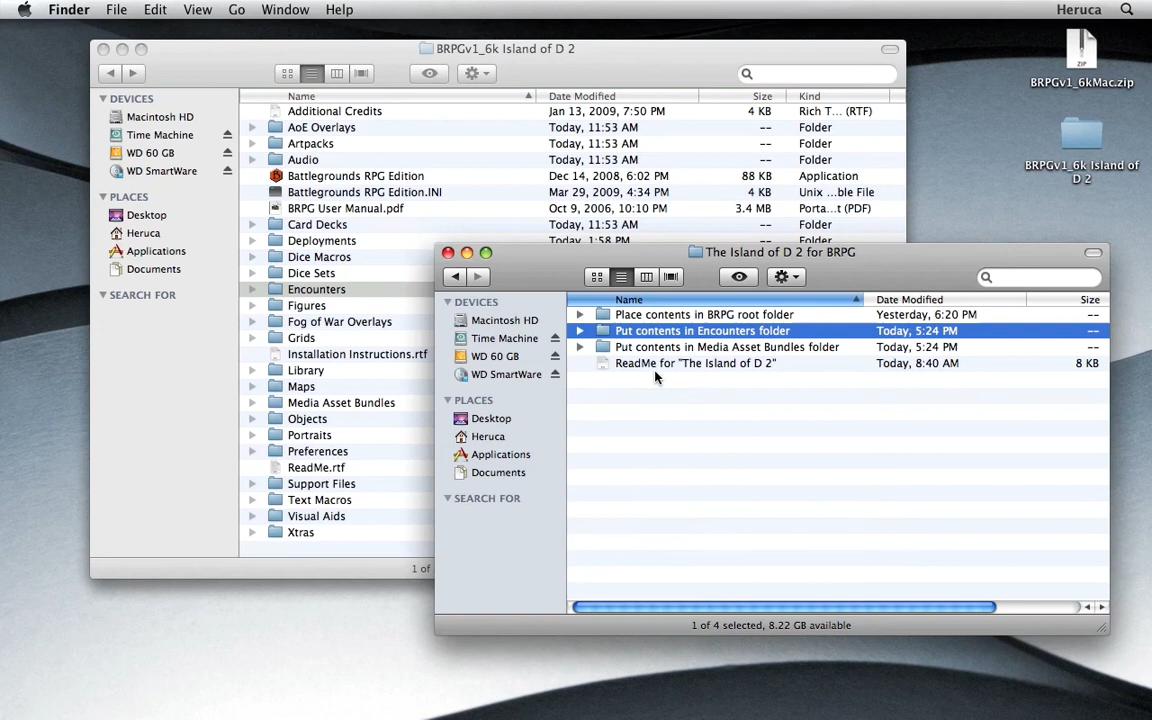 Finder File Edit View Go Window Help Heruca
BRPGv1_6k Island of D 2
Name Date Modified Size Kind
DEVICES
Macintosh HD
Time Machine
WD 60 GB
WD SmartWare
PLACES
Desktop
Heruca
Applications
Documents
SEARCH FOR
Additional Credits Jan 13, 2009, 7:50 PM 4 KB Rich T... (RTF)
AoE Overlays Today, 11:53 AM -- Folder
Artpacks Today, 11:53 AM -- Folder
Audio Today, 11:53 AM -- Folder
Battlegrounds RPG Edition Dec 14, 2008, 6:02 PM 88 KB Application
Battlegrounds RPG Edition.INI Mar 29, 2009, 4:34 PM 4 KB Unix ...ble File
BRPG User Manual.pdf Oct 9, 2006, 10:10 PM 3.4 MB Porta...t (PDF)
Card Decks Today, 11:53 AM -- Folder
Deployments Today, 1:58 PM -- Folder
Dice Macros
Dice Sets
Encounters
Figures
Fog of War Overlays
Grids
Installation Instructions.rtf
Library
Maps
Media Asset Bundles
Objects
Portraits
Preferences
ReadMe.rtf
Support Files
Text Macros
Visual Aids
Xtras
1 of
The Island of D 2 for BRPG
Name Date Modified Size
DEVICES
Macintosh HD
Time Machine
WD 60 GB
WD SmartWare
PLACES
Desktop
Heruca
Applications
Documents
SEARCH FOR
Place contents in BRPG root folder Yesterday, 6:20 PM --
Put contents in Encounters folder Today, 5:24 PM --
Put contents in Media Asset Bundles folder Today, 5:24 PM --
ReadMe for "The Island of D 2" Today, 8:40 AM 8 KB
1 of 4 selected, 8.22 GB available
ZIP
BRPGv1_6kMac.zip
BRPGv1_6k Island of
D 2